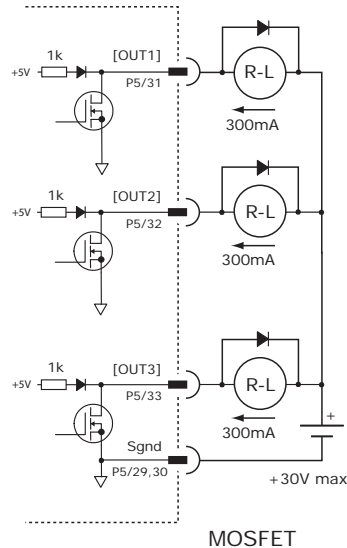 1k
[OUT1]
+5V
P5/31
R-L
300mA
1k
[OUT2]
+5V
P5/32
R-L
300mA
1k
[OUT3]
+5V
P5/33
R-L
300mA
Sgnd
P5/29,30
+
+30V max
MOSFET